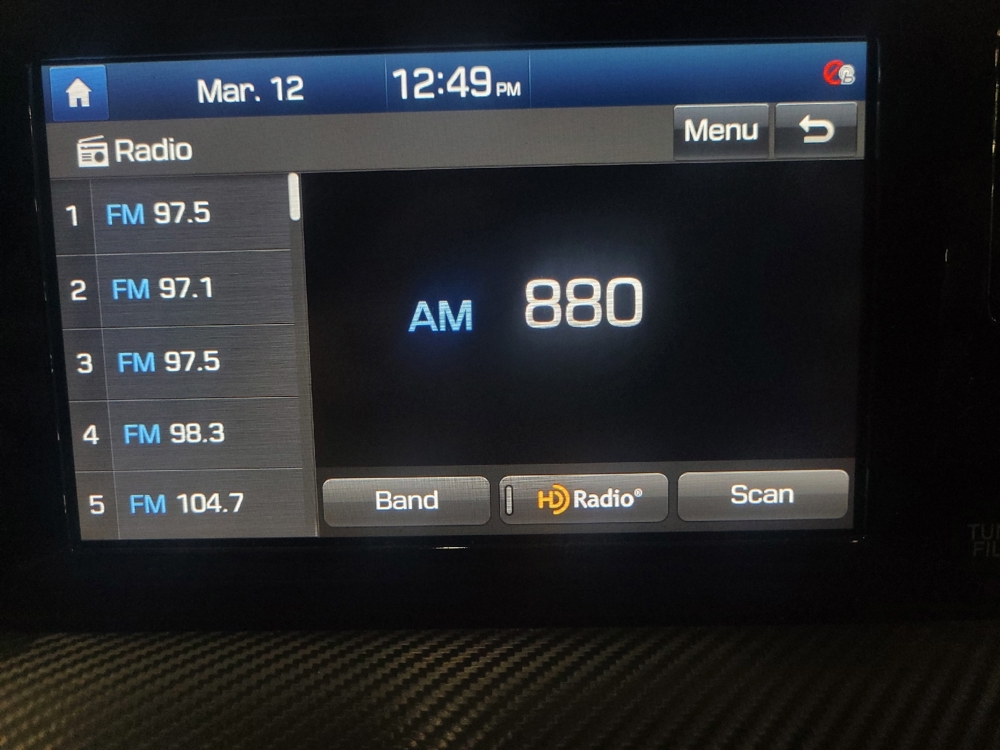 Mar. 12 12:49 PM
Radio Menu
1 FM 97.5
2 FM 97.1
3 FM 97.5
4 FM 98.3
5 FM 104.7
AM 880
Band HD Radio® Scan